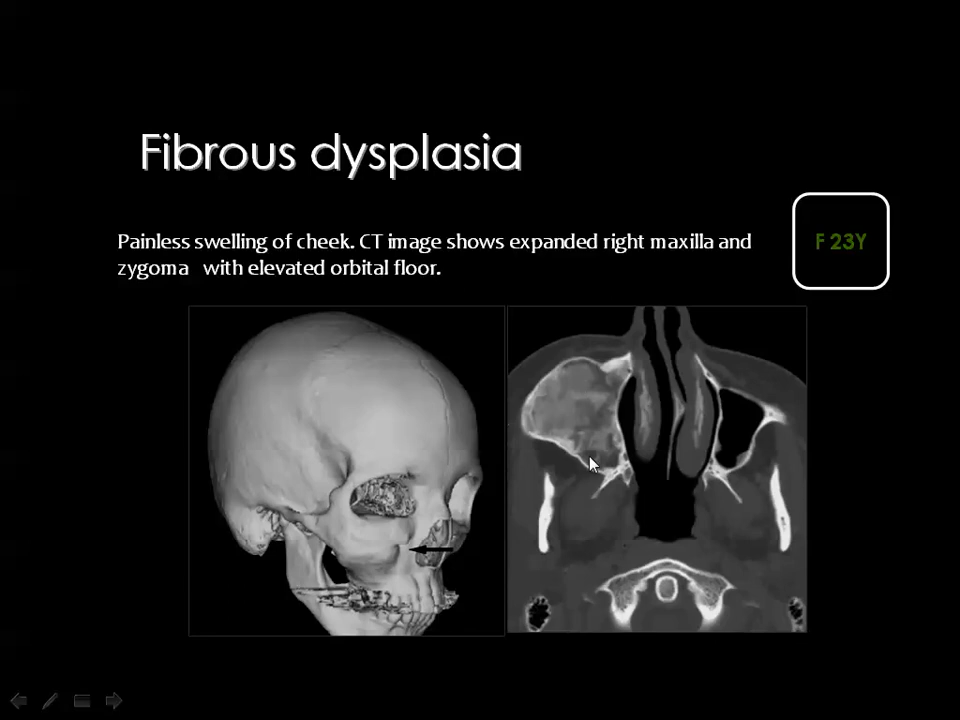 Fibrous dysplasia
Painless swelling of cheek. CT image shows expanded right maxilla and
zygoma with elevated orbital floor.
F 23Y